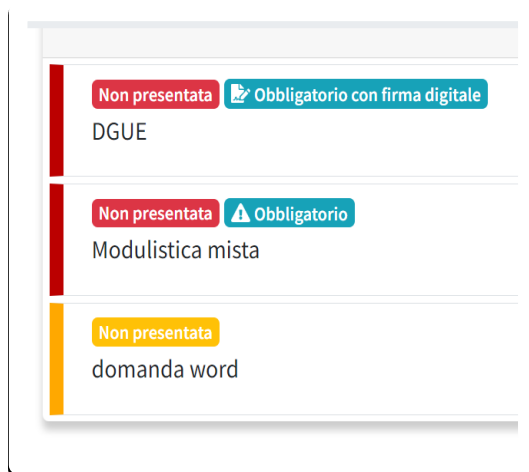 Non presentata Obbligatorio con firma digitale
DGUE
Non presentata Obbligatorio
Modulistica mista
Non presentata
domanda word